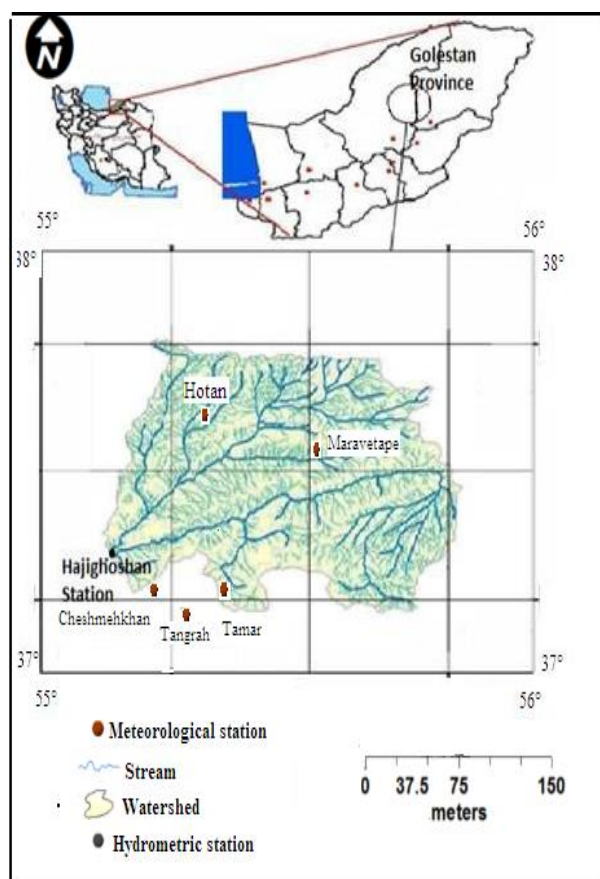 N
Golestan
Province
55°
56°
38°
38°
Hotan
Maravetape
Hajighoshan
Station
Cheshmehkhan
Tangrah
Tamar
37°
37°
55°
56°
Meteorological station
Stream
Watershed
Hydrometric station
0 37.5 75 150
meters